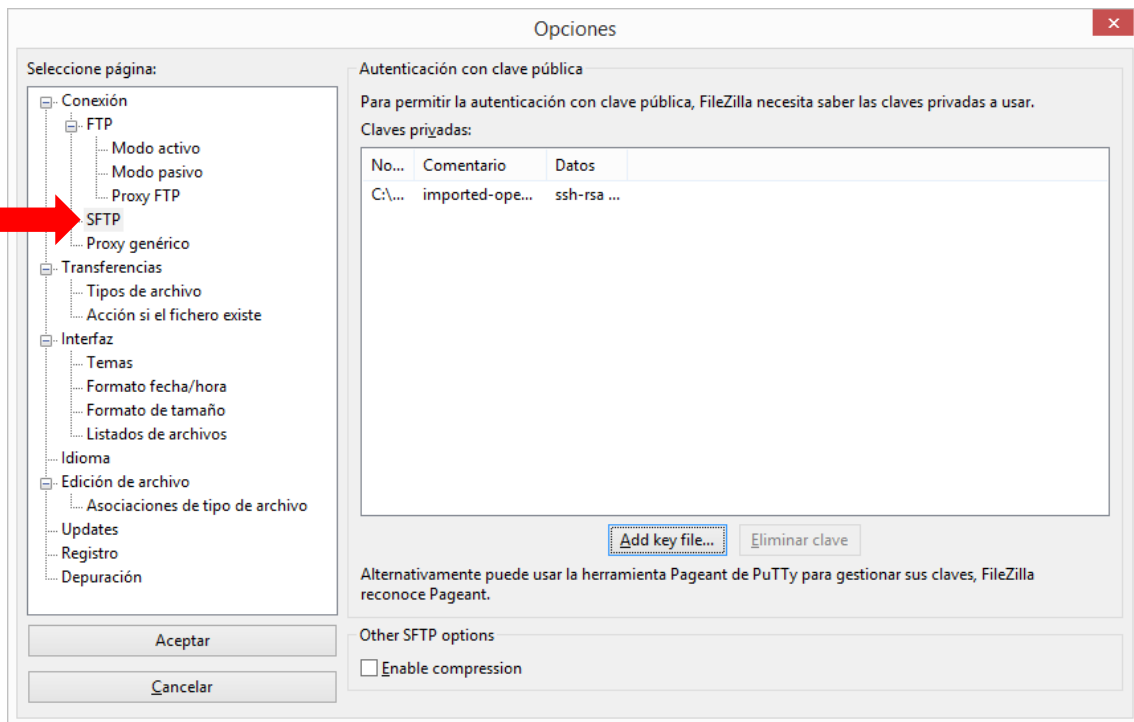 Opciones
Seleccione página:
Conexión
FTP
Modo activo
Modo pasivo
Proxy FTP
SFTP
Proxy genérico
Transferencias
Tipos de archivo
Acción si el fichero existe
Interfaz
Temas
Formato fecha/hora
Formato de tamaño
Listados de archivos
Idioma
Edición de archivo
Asociaciones de tipo de archivo
Updates
Registro
Depuración
Aceptar
Cancelar
Autenticación con clave pública
Para permitir la autenticación con clave pública, FileZilla necesita saber las claves privadas a usar.
Claves privadas:
No... Comentario Datos
C:\... imported-ope... ssh-rsa ...
Add key file... Eliminar clave
Alternativamente puede usar la herramienta Pageant de PuTTy para gestionar sus claves, FileZilla
reconoce Pageant.
Other SFTP options
Enable compression